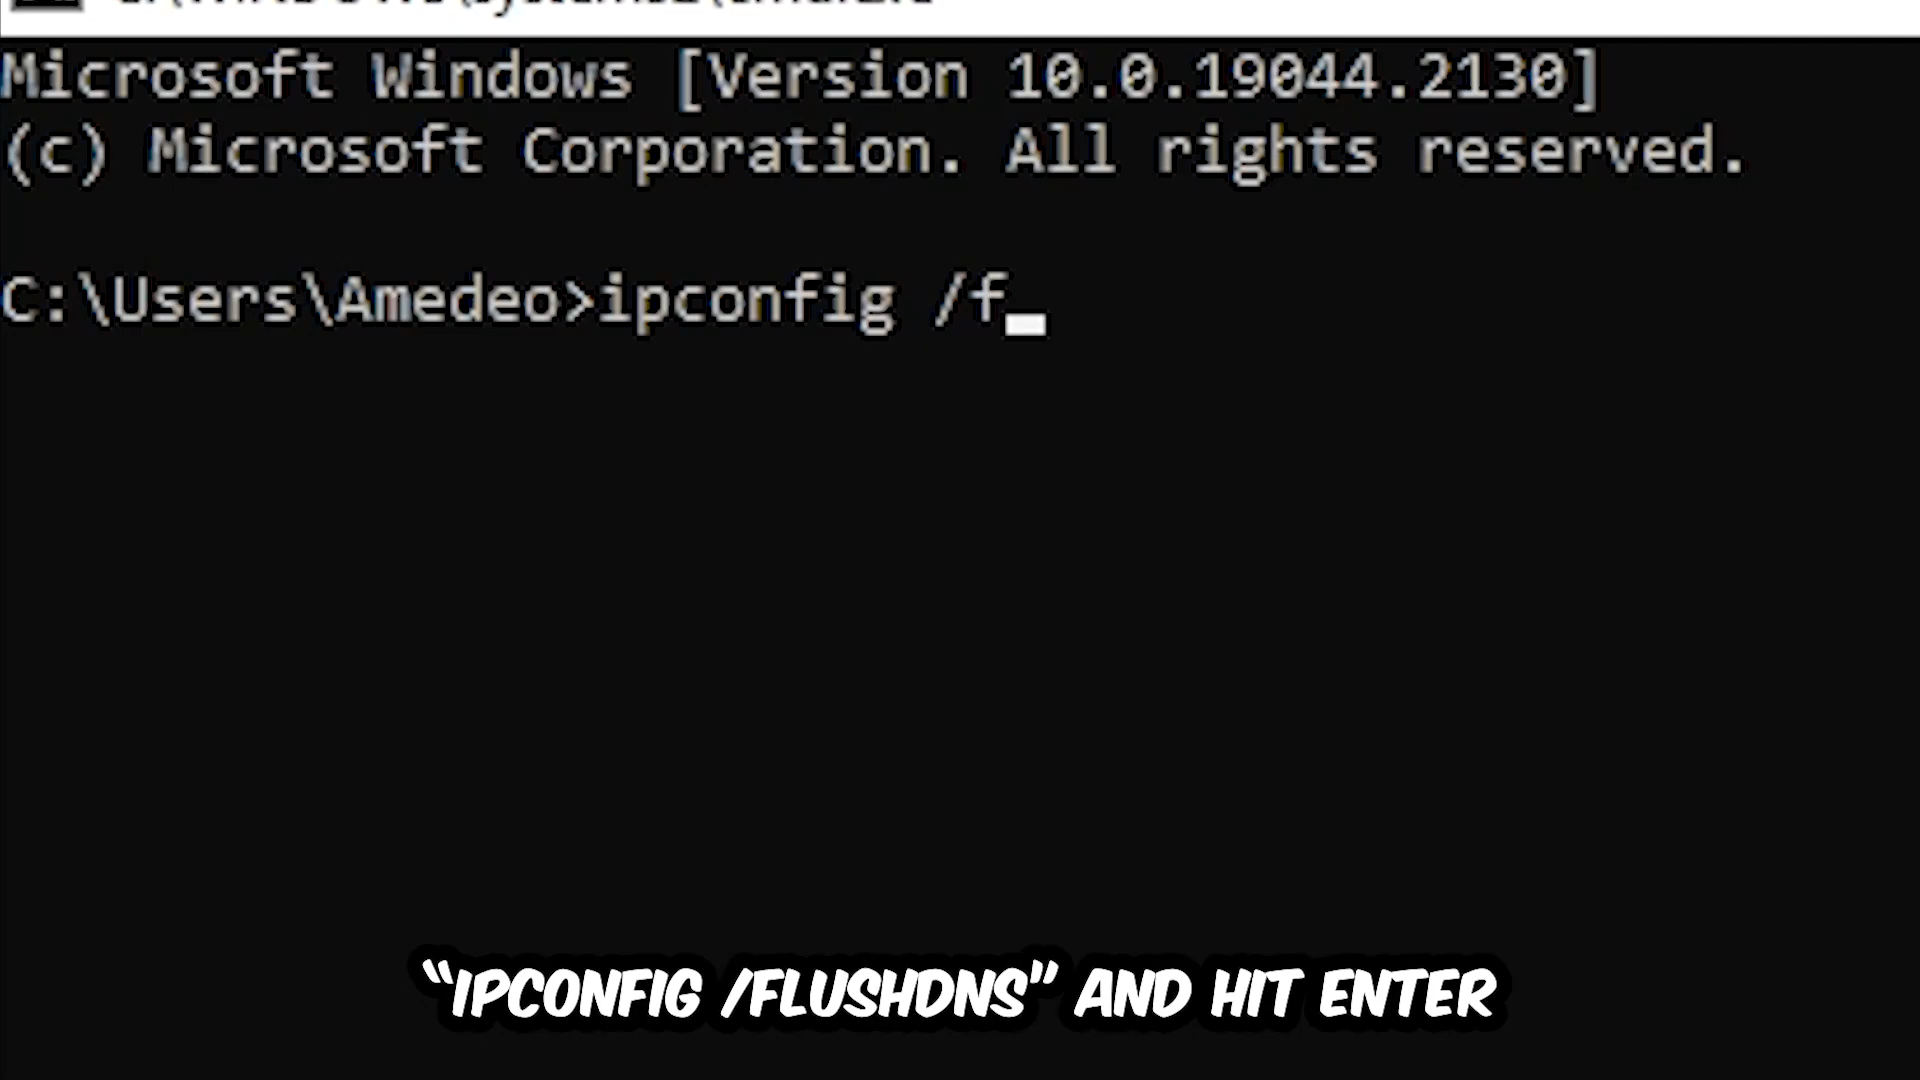 Microsoft Windows [Version 10.0.19044.2130]
(c) Microsoft Corporation. All rights reserved.
C:\Users\Amedeo>ipconfig /f
“IPCONFIG /FLUSHDNS” AND HIT ENTER